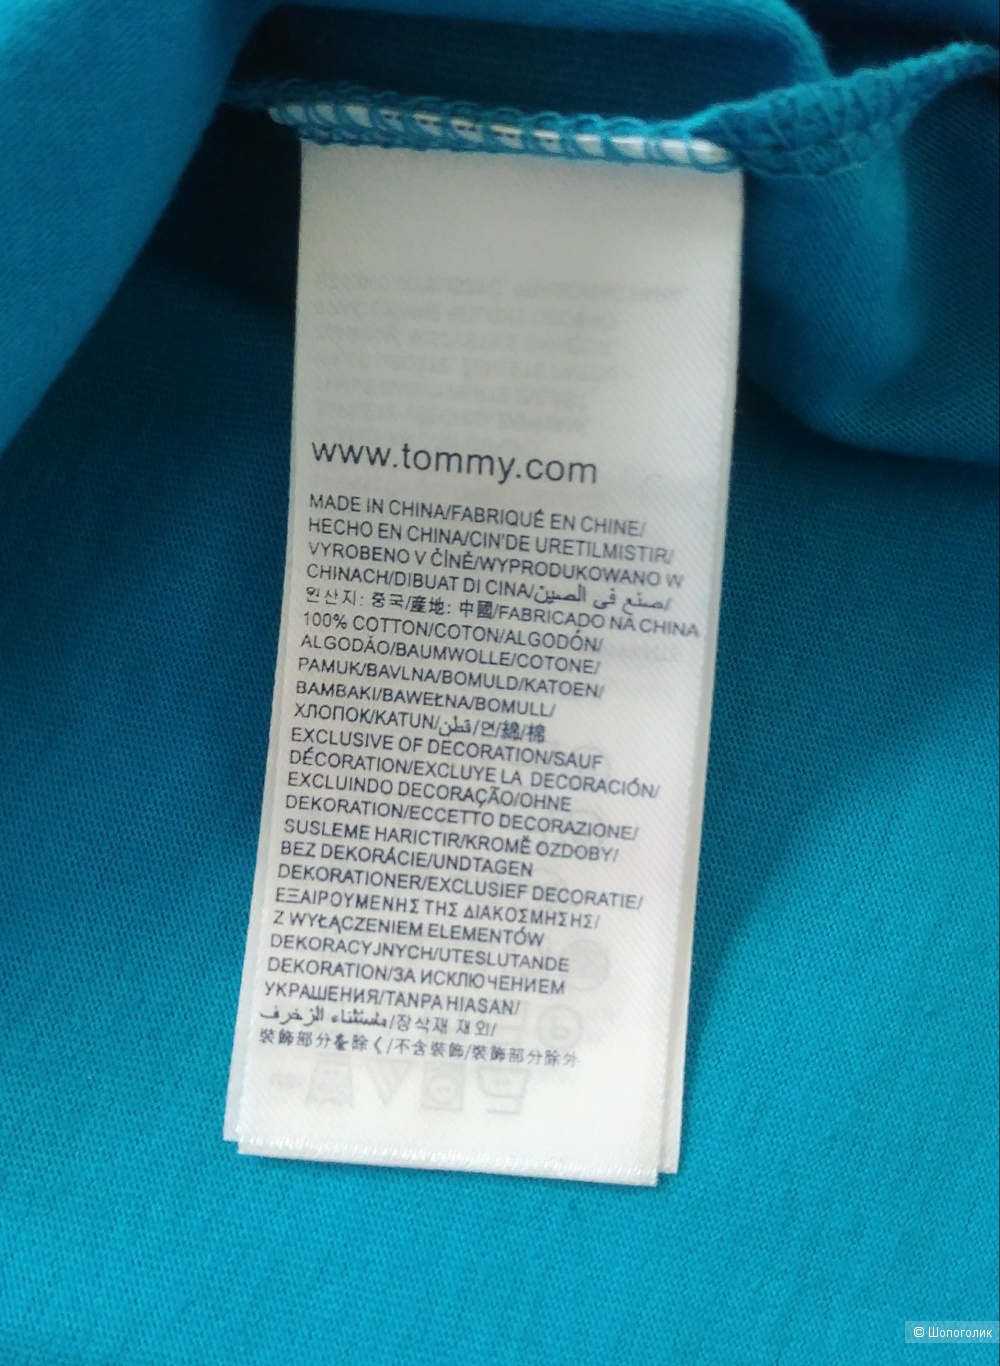 www.tommy.com
MADE IN CHINA/FABRIQUÉ EN CHINE/
HECHO EN CHINA/CIN'DE URETILMISTIR/
VYROBENO V ČÍNĚ/WYPRODUKOWANO W
CHINACH/DIBUAT DI CINA/صنع في الصين/
원산지: 중국/産地: 中國/FABRICADO NA CHINA
100% COTTON/COTON/ALGODÓN/
ALGODÃO/BAUMWOLLE/COTONE/
PAMUK/BAVLNA/BOMULD/KATOEN/
BAMBAKI/BAWEŁNA/BOMULL/
ХЛОПОК/KATUN/قطن/면/綿/棉
EXCLUSIVE OF DECORATION/SAUF
DÉCORATION/EXCLUYE LA DECORACIÓN/
EXCLUINDO DECORAÇÃO/OHNE
DEKORATION/ECCETTO DECORAZIONE/
SUSLEME HARICTIR/KROMĚ OZDOBY/
BEZ DEKORÁCIE/UNDTAGEN
DEKORATIONER/EXCLUSIEF DECORATIE/
ΕΞΑΙΡΟΥΜΕΝΗΣ ΤΗΣ ΔΙΑΚΟΣΜΗΣΗΣ/
Z WYŁĄCZENIEM ELEMENTÓW
DEKORACYJNYCH/UTESLUTANDE
DEKORATION/ЗА ИСКЛЮЧЕНИЕМ
УКРАШЕНИЯ/TANPA HIASAN/
باستثناء الزخرف/장식재 제외/
装飾部分を除く/不含裝飾/裝飾部分除外
© Шопоголик